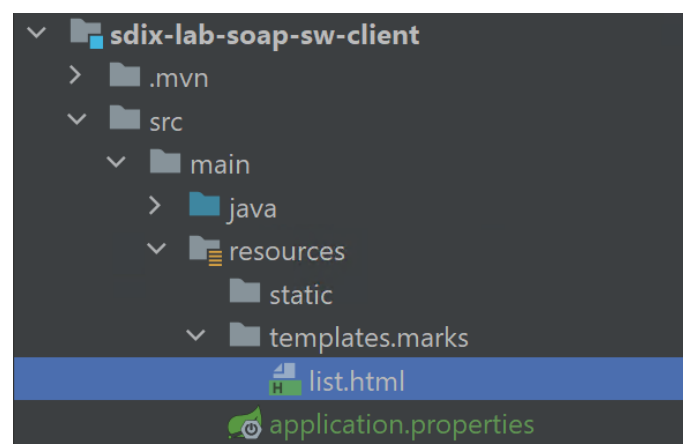 sdix-lab-soap-sw-client
.mvn
src
main
java
resources
static
templates.marks
H list.html
application.properties